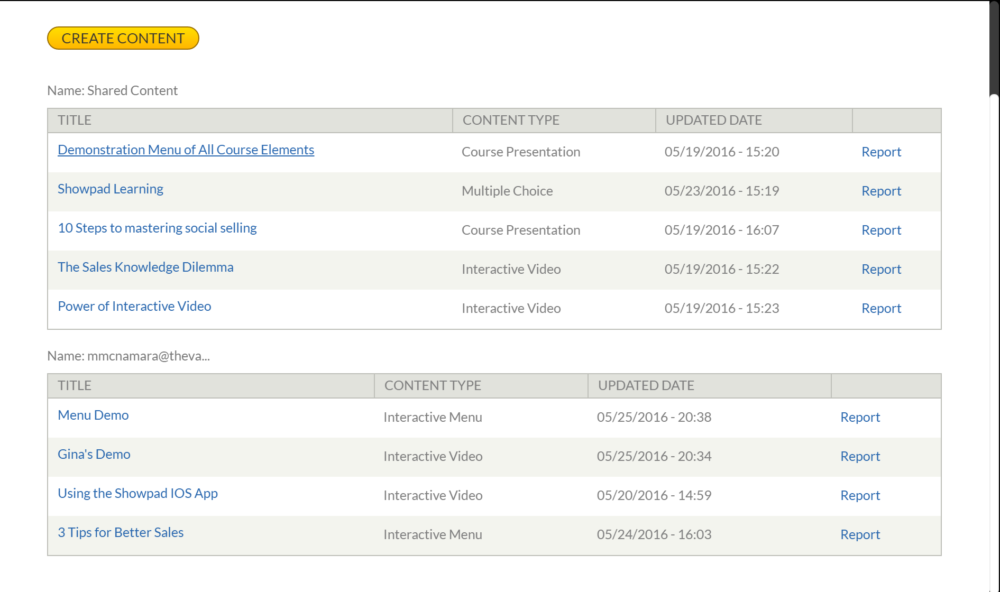 CREATE CONTENT
Name: Shared Content
TITLE CONTENT TYPE UPDATED DATE
Demonstration Menu of All Course Elements Course Presentation 05/19/2016 - 15:20 Report
Showpad Learning Multiple Choice 05/23/2016 - 15:19 Report
10 Steps to mastering social selling Course Presentation 05/19/2016 - 16:07 Report
The Sales Knowledge Dilemma Interactive Video 05/19/2016 - 15:22 Report
Power of Interactive Video Interactive Video 05/19/2016 - 15:23 Report
Name: mmcnamara@theva...
TITLE CONTENT TYPE UPDATED DATE
Menu Demo Interactive Menu 05/25/2016 - 20:38 Report
Gina's Demo Interactive Video 05/25/2016 - 20:34 Report
Using the Showpad IOS App Interactive Video 05/20/2016 - 14:59 Report
3 Tips for Better Sales Interactive Menu 05/24/2016 - 16:03 Report